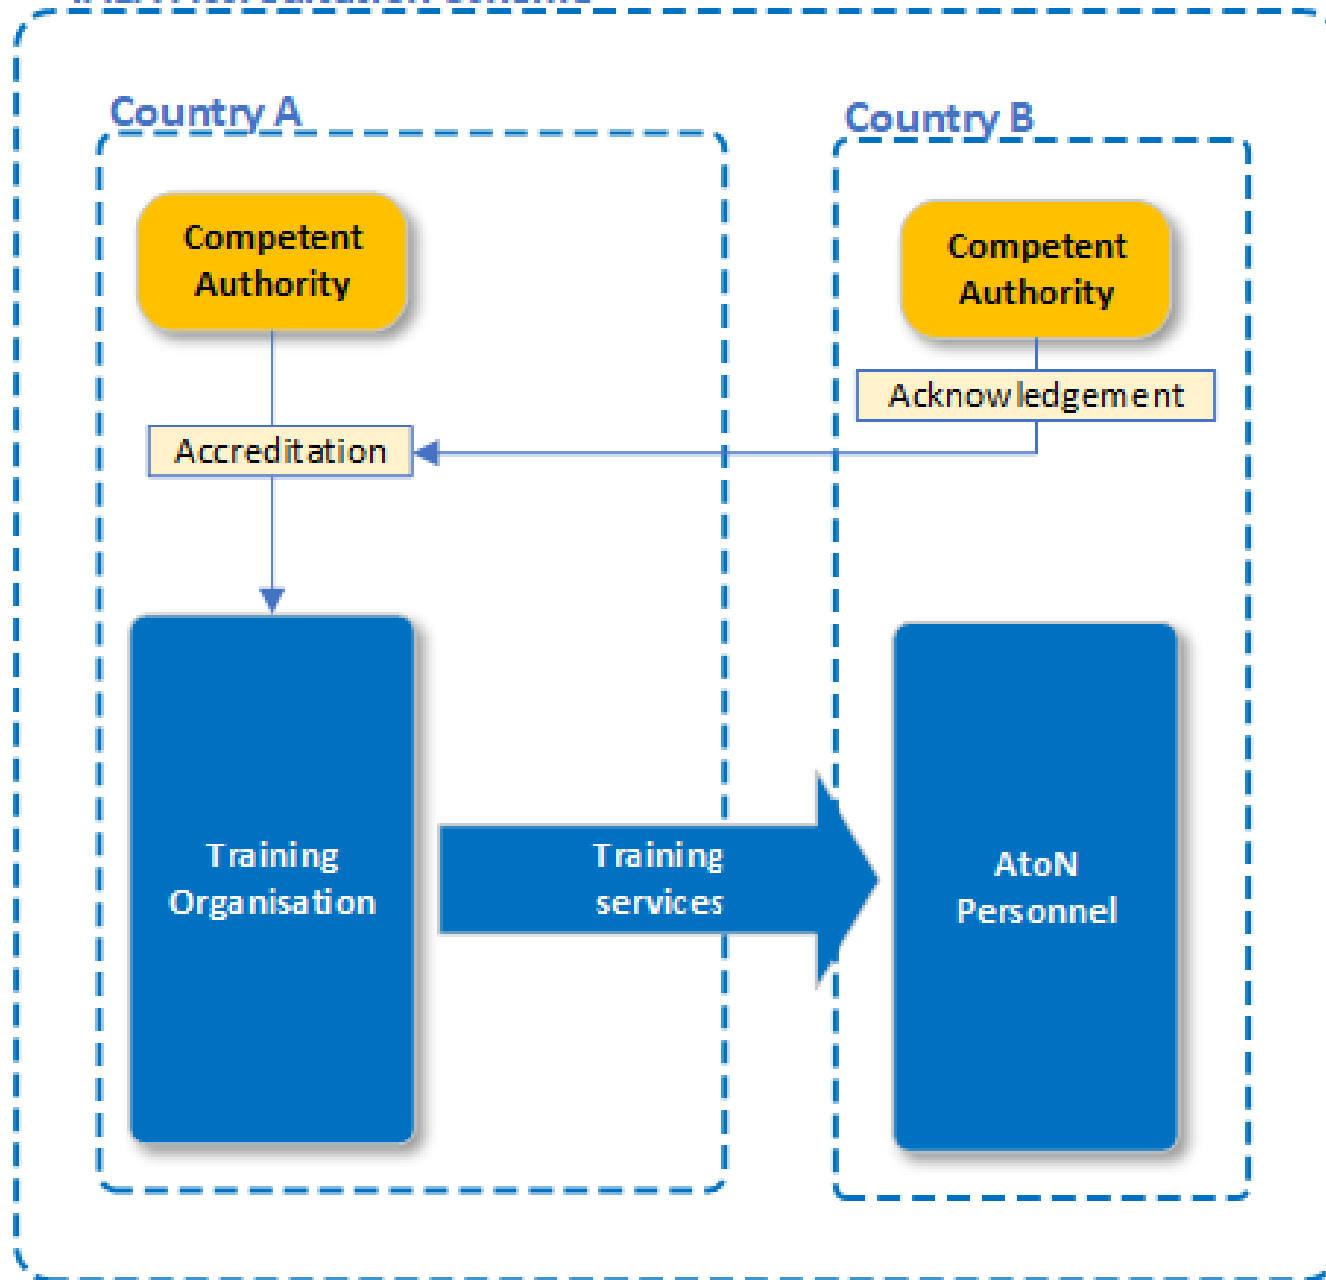 Country A
Country B
Competent
Authority
Competent
Authority
Acknowledgement
Accreditation
Training
Organisation
Training
services
AtoN
Personnel